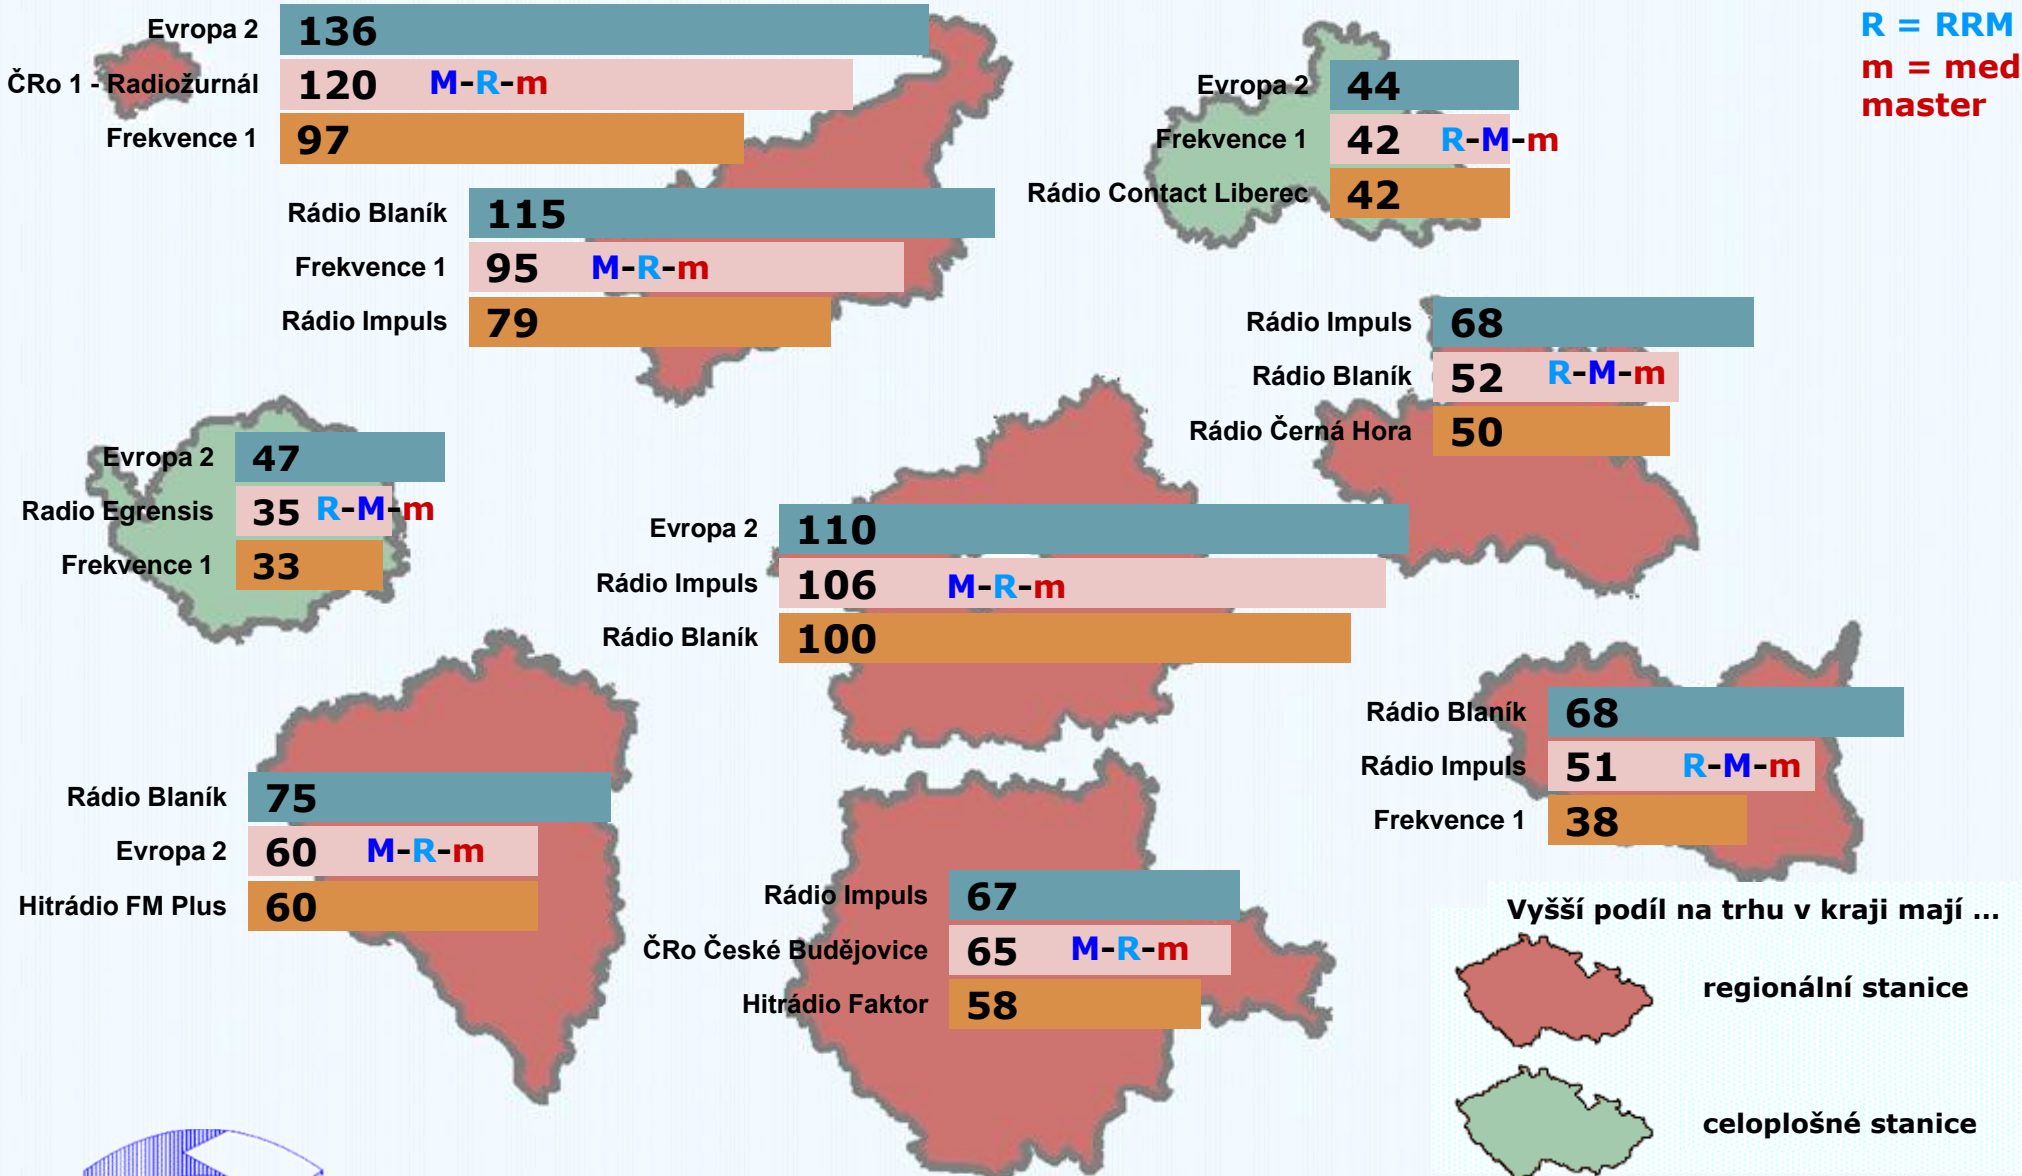 R = RRM
m = med
master
Evropa 2 136
ČRo 1 - Radiožurnál 120 M-R-m
Frekvence 1 97
Evropa 2 44
Frekvence 1 42 R-M-m
Rádio Contact Liberec 42
Rádio Blaník 115
Frekvence 1 95 M-R-m
Rádio Impuls 79
Rádio Impuls 68
Rádio Blaník 52 R-M-m
Rádio Černá Hora 50
Evropa 2 47
Radio Egrensis 35 R-M-m
Frekvence 1 33
Evropa 2 110
Rádio Impuls 106 M-R-m
Rádio Blaník 100
Rádio Blaník 68
Rádio Impuls 51 R-M-m
Frekvence 1 38
Rádio Blaník 75
Evropa 2 60 M-R-m
Hitrádio FM Plus 60
Rádio Impuls 67
ČRo České Budějovice 65 M-R-m
Hitrádio Faktor 58
Vyšší podíl na trhu v kraji mají ...
regionální stanice
celoplošné stanice